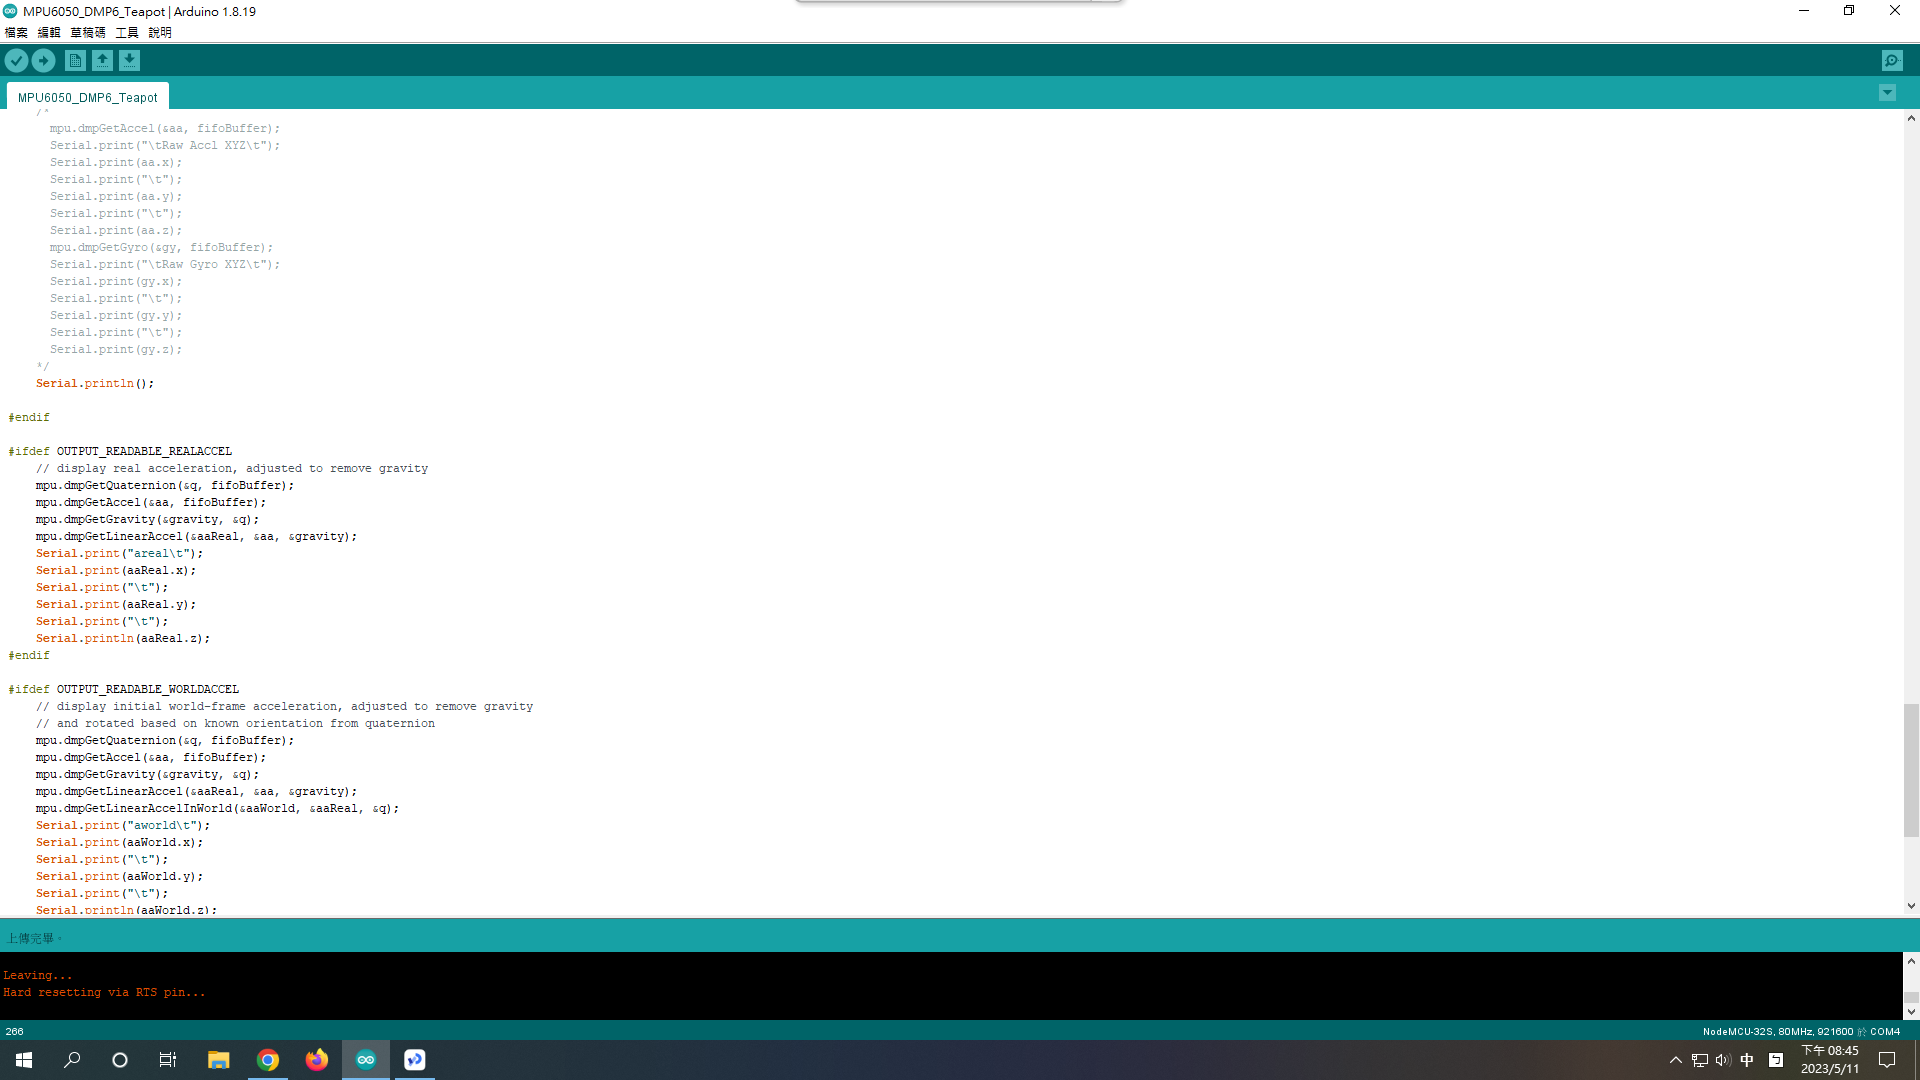 MPU6050_DMP6_Teapot | Arduino 1.8.19
檔案 編輯 草稿碼 工具 說明
MPU6050_DMP6_Teapot
/*
mpu.dmpGetAccel(&aa, fifoBuffer);
Serial.print("\tRaw Accl XYZ\t");
Serial.print(aa.x);
Serial.print("\t");
Serial.print(aa.y);
Serial.print("\t");
Serial.print(aa.z);
mpu.dmpGetGyro(&gy, fifoBuffer);
Serial.print("\tRaw Gyro XYZ\t");
Serial.print(gy.x);
Serial.print("\t");
Serial.print(gy.y);
Serial.print("\t");
Serial.print(gy.z);
*/
Serial.println();
#endif
#ifdef OUTPUT_READABLE_REALACCEL
// display real acceleration, adjusted to remove gravity
mpu.dmpGetQuaternion(&q, fifoBuffer);
mpu.dmpGetAccel(&aa, fifoBuffer);
mpu.dmpGetGravity(&gravity, &q);
mpu.dmpGetLinearAccel(&aaReal, &aa, &gravity);
Serial.print("areal\t");
Serial.print(aaReal.x);
Serial.print("\t");
Serial.print(aaReal.y);
Serial.print("\t");
Serial.println(aaReal.z);
#endif
#ifdef OUTPUT_READABLE_WORLDACCEL
// display initial world-frame acceleration, adjusted to remove gravity
// and rotated based on known orientation from quaternion
mpu.dmpGetQuaternion(&q, fifoBuffer);
mpu.dmpGetAccel(&aa, fifoBuffer);
mpu.dmpGetGravity(&gravity, &q);
mpu.dmpGetLinearAccel(&aaReal, &aa, &gravity);
mpu.dmpGetLinearAccelInWorld(&aaWorld, &aaReal, &q);
Serial.print("aworld\t");
Serial.print(aaWorld.x);
Serial.print("\t");
Serial.print(aaWorld.y);
Serial.print("\t");
Serial.println(aaWorld.z);
上傳完畢。
Leaving...
Hard resetting via RTS pin...
266
NodeMCU-32S, 80MHz, 921600 於 COM4
中
下午 08:45
2023/5/11